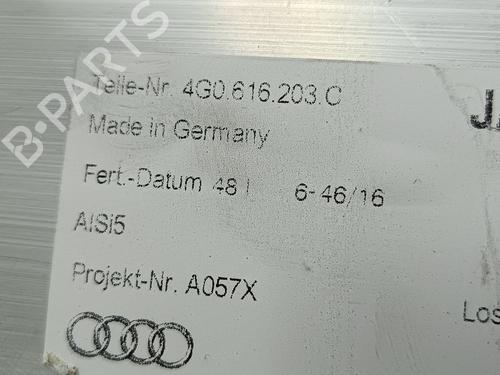 B-PARTS
Teile-Nr. 4G0.616.203.C
Made in Germany
Fert.-Datum 48 6-46/16
AlSi5
Projekt-Nr. A057X
Los